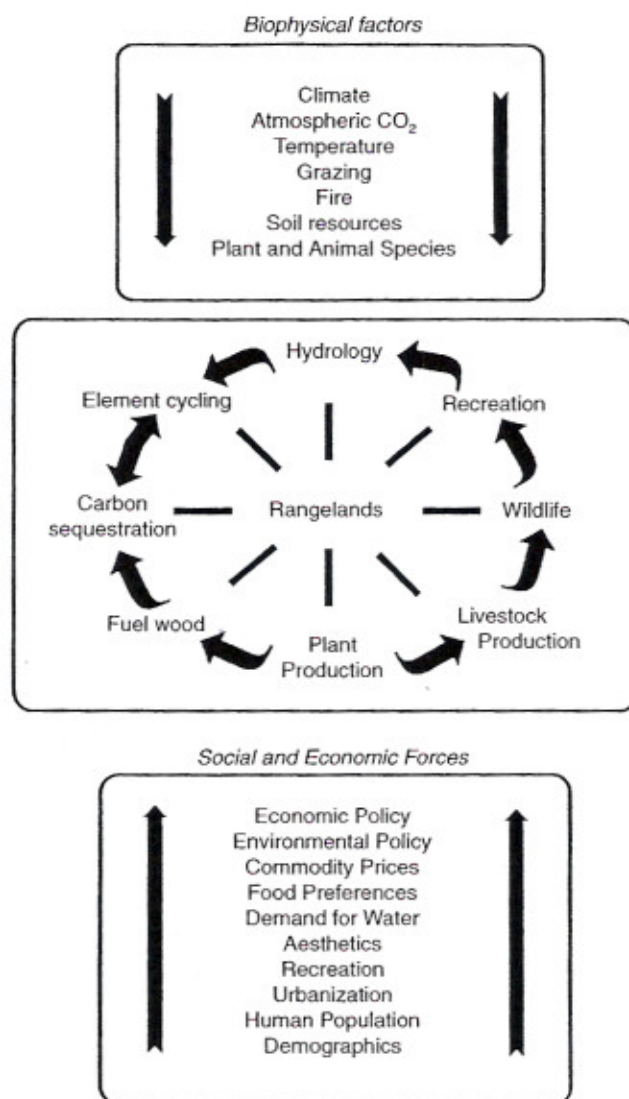 Biophysical factors
Climate
Atmospheric CO₂
Temperature
Grazing
Fire
Soil resources
Plant and Animal Species
Hydrology
Element cycling
Recreation
Carbon
sequestration
Rangelands
Wildlife
Fuel wood
Plant
Production
Livestock
Production
Social and Economic Forces
Economic Policy
Environmental Policy
Commodity Prices
Food Preferences
Demand for Water
Aesthetics
Recreation
Urbanization
Human Population
Demographics